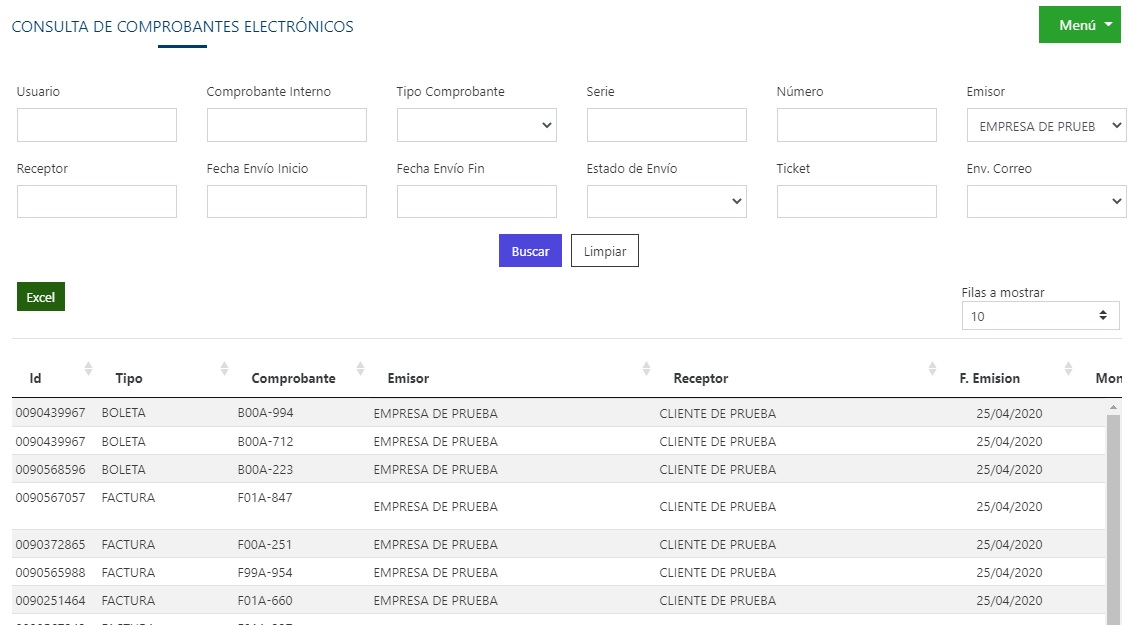 CONSULTA DE COMPROBANTES ELECTRÓNICOS
Menú
Usuario Comprobante Interno Tipo Comprobante Serie Número Emisor
EMPRESA DE PRUEB
Receptor Fecha Envío Inicio Fecha Envío Fin Estado de Envío Ticket Env. Correo
Buscar Limpiar
Excel
Filas a mostrar
10
Id Tipo Comprobante Emisor Receptor F. Emision Mon
0090439967 BOLETA B00A-994 EMPRESA DE PRUEBA CLIENTE DE PRUEBA 25/04/2020
0090439967 BOLETA B00A-712 EMPRESA DE PRUEBA CLIENTE DE PRUEBA 25/04/2020
0090568596 BOLETA B00A-223 EMPRESA DE PRUEBA CLIENTE DE PRUEBA 25/04/2020
0090567057 FACTURA F01A-847 EMPRESA DE PRUEBA CLIENTE DE PRUEBA 25/04/2020
0090372865 FACTURA F00A-251 EMPRESA DE PRUEBA CLIENTE DE PRUEBA 25/04/2020
0090565988 FACTURA F99A-954 EMPRESA DE PRUEBA CLIENTE DE PRUEBA 25/04/2020
0090251464 FACTURA F01A-660 EMPRESA DE PRUEBA CLIENTE DE PRUEBA 25/04/2020